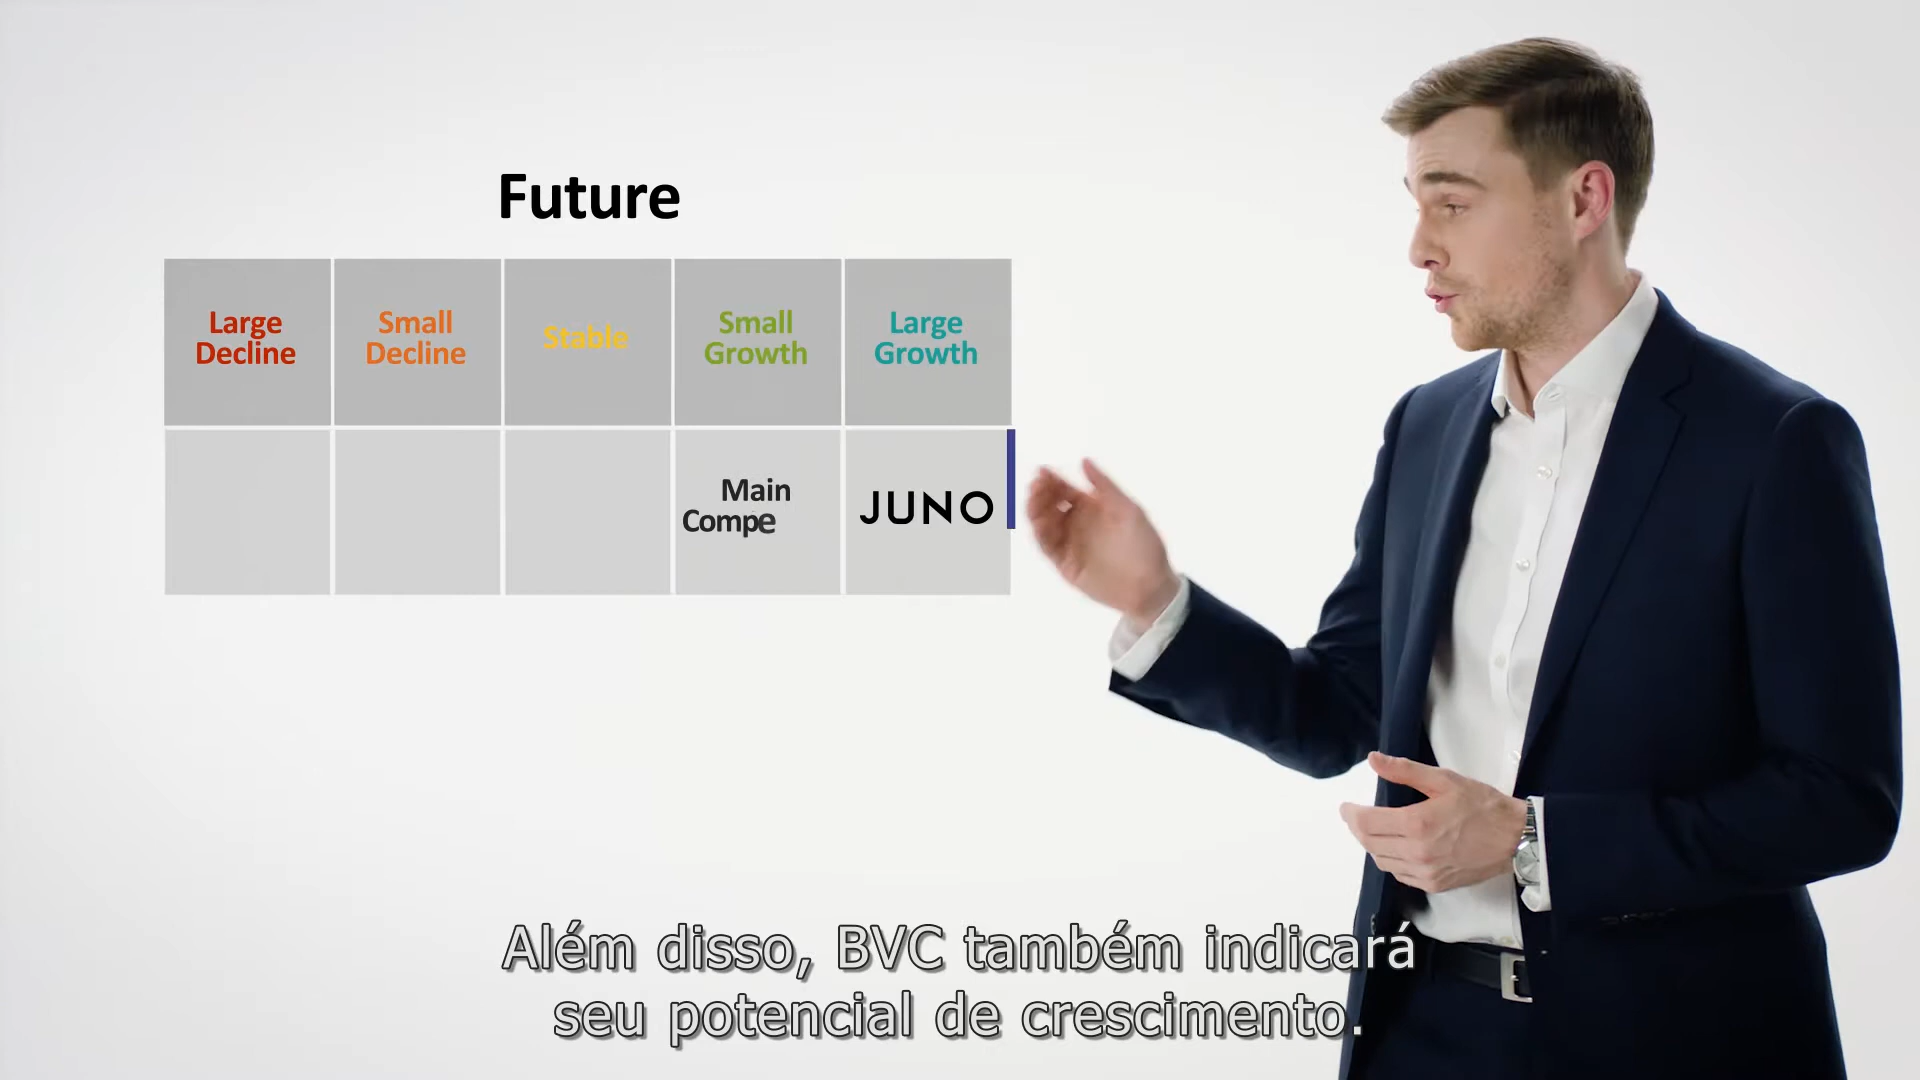 Future
Large
Decline
Small
Decline
Stable
Small
Growth
Large
Growth
Main
Compe
JUNO
Além disso, BVC também indicará
seu potencial de crescimento.